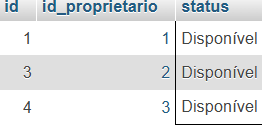 id id_proprietario status
1 1 Disponível
3 2 Disponível
4 3 Disponível